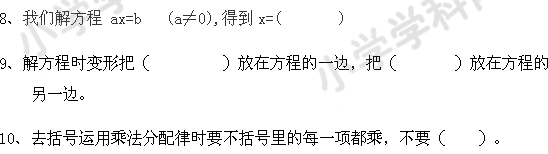 8、我们解方程 ax=b （a≠0),得到 x=( )
9、解方程时变形把（ ）放在方程的一边，把（ ）放在方程的
另一边。
10、去括号运用乘法分配律时要不括号里的每一项都乘，不要（ ）。